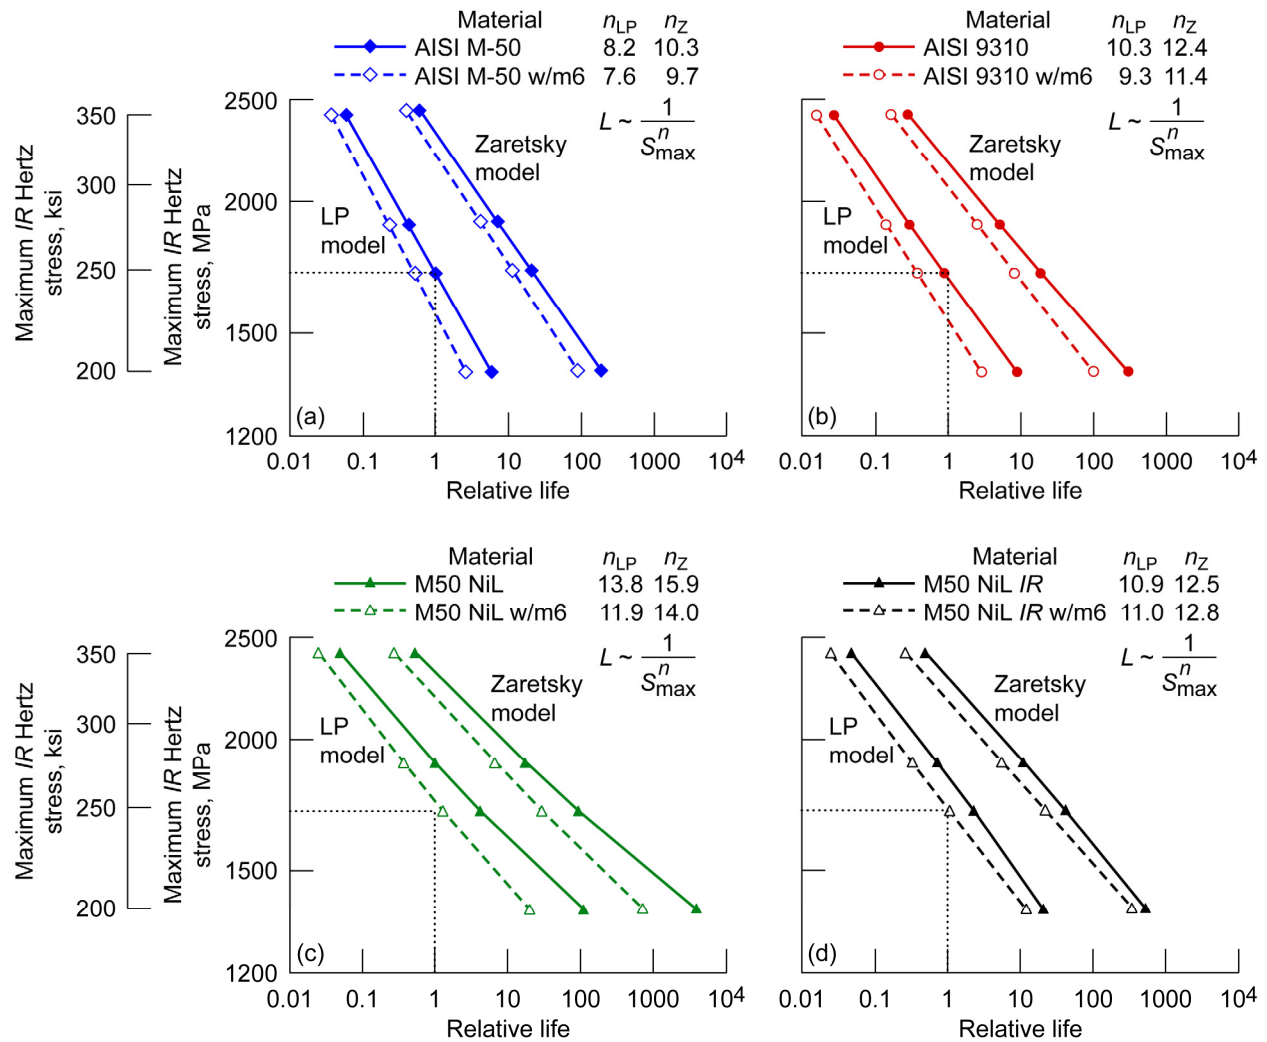 Material n_LP n_Z
AISI M-50 8.2 10.3
AISI M-50 w/m6 7.6 9.7
L ~ 1 / S_max^n
Maximum IR Hertz stress, ksi
350
300
250
200
Maximum IR Hertz stress, MPa
2500
2000
1500
1200
Zaretsky model
LP model
(a)
0.01 0.1 1 10 100 1000 10^4
Relative life
Material n_LP n_Z
AISI 9310 10.3 12.4
AISI 9310 w/m6 9.3 11.4
L ~ 1 / S_max^n
Zaretsky model
LP model
(b)
0.01 0.1 1 10 100 1000 10^4
Relative life
Material n_LP n_Z
M50 NiL 13.8 15.9
M50 NiL w/m6 11.9 14.0
L ~ 1 / S_max^n
Maximum IR Hertz stress, ksi
350
300
250
200
Maximum IR Hertz stress, MPa
2500
2000
1500
1200
Zaretsky model
LP model
(c)
0.01 0.1 1 10 100 1000 10^4
Relative life
Material n_LP n_Z
M50 NiL IR 10.9 12.5
M50 NiL IR w/m6 11.0 12.8
L ~ 1 / S_max^n
Zaretsky model
LP model
(d)
0.01 0.1 1 10 100 1000 10^4
Relative life